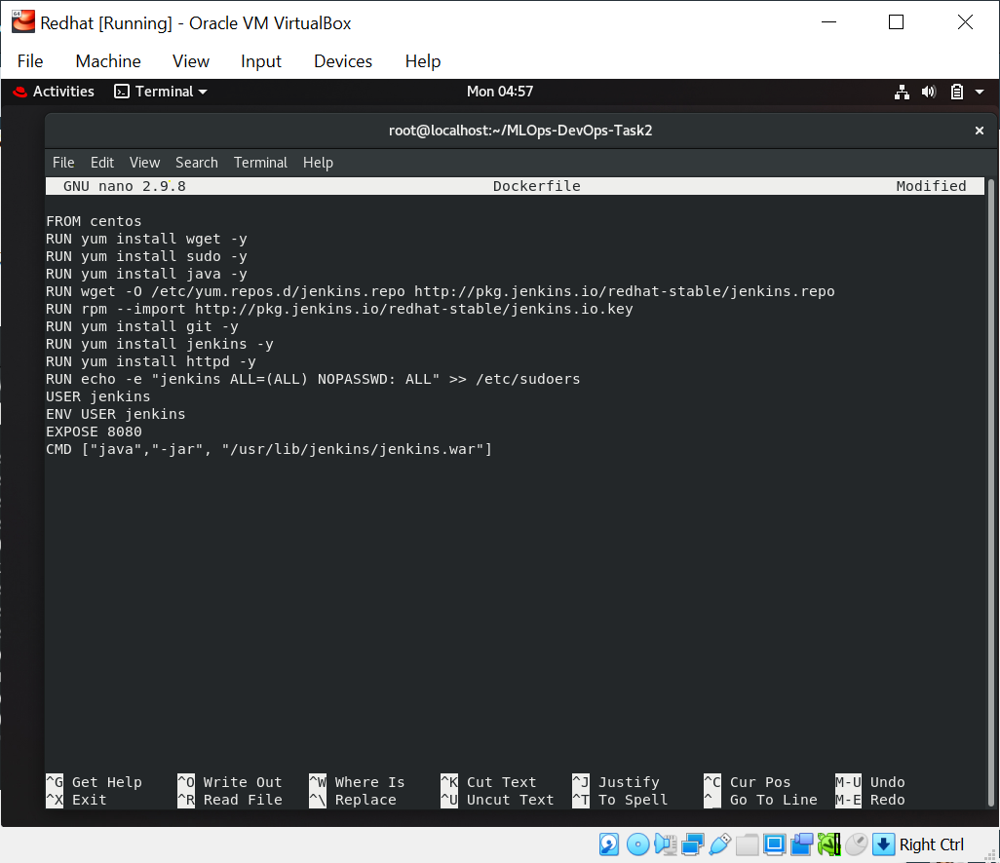 Redhat [Running] - Oracle VM VirtualBox
File Machine View Input Devices Help
Activities Terminal Mon 04:57
root@localhost:~/MLOps-DevOps-Task2
File Edit View Search Terminal Help
GNU nano 2.9.8 Dockerfile Modified
FROM centos
RUN yum install wget -y
RUN yum install sudo -y
RUN yum install java -y
RUN wget -O /etc/yum.repos.d/jenkins.repo http://pkg.jenkins.io/redhat-stable/jenkins.repo
RUN rpm --import http://pkg.jenkins.io/redhat-stable/jenkins.io.key
RUN yum install git -y
RUN yum install jenkins -y
RUN yum install httpd -y
RUN echo -e "jenkins ALL=(ALL) NOPASSWD: ALL" >> /etc/sudoers
USER jenkins
ENV USER jenkins
EXPOSE 8080
CMD ["java","-jar", "/usr/lib/jenkins/jenkins.war"]
^G Get Help ^O Write Out ^W Where Is ^K Cut Text ^J Justify ^C Cur Pos M-U Undo
^X Exit ^R Read File ^\ Replace ^U Uncut Text ^T To Spell ^_ Go To Line M-E Redo
Right Ctrl